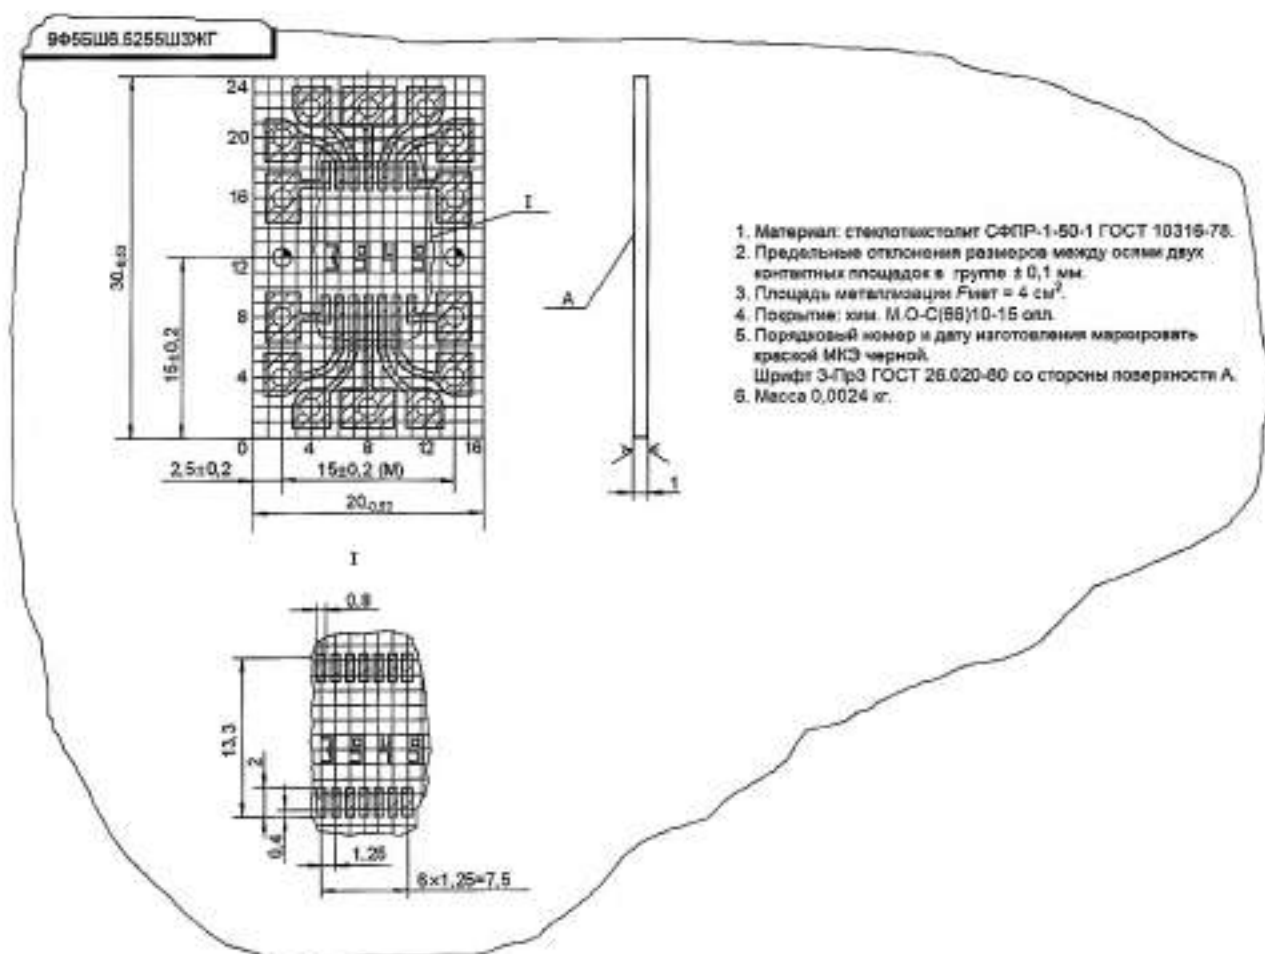 9Ф5БШ6.5255ШЗЖГ
24
20
16
12
8
4
0
4
8
12
16
15±0,2
2,5±0,2
15±0,2 (М)
20-0,52
I
А
1
1. Материал: стеклотекстолит СФПР-1-50-1 ГОСТ 10316-78.
2. Предельные отклонения размеров между осями двух
контактных площадок в группе ± 0,1 мм.
3. Площадь металлизации Fмет = 4 см².
4. Покрытие: хим. М.О-С(66)10-15 опл.
5. Порядковый номер и дату изготовления маркировать
краской МКЭ черной.
Шрифт 3-Пр3 ГОСТ 26.020-80 со стороны поверхности А.
6. Масса 0,0024 кг.
I
0,8
13,3
2
0,4
1,25
6×1,25=7,5